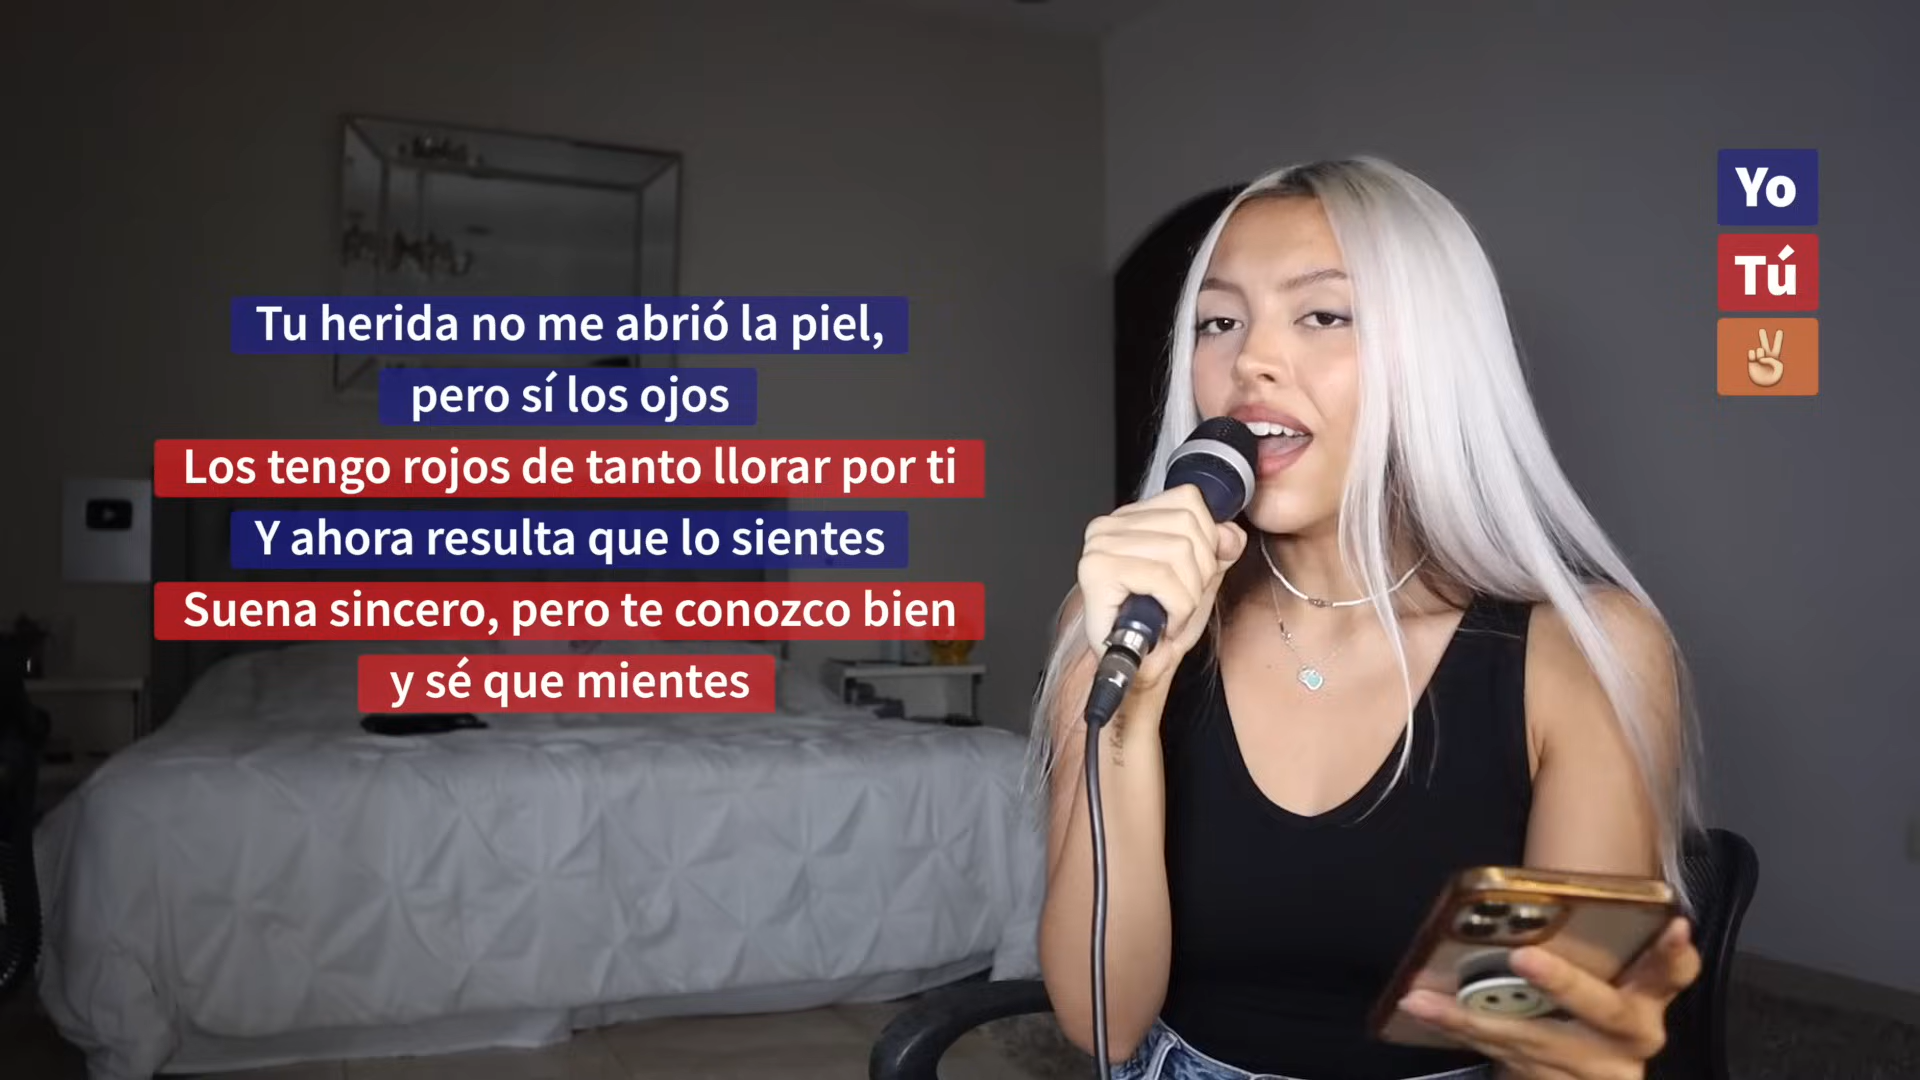 Tu herida no me abrió la piel,
pero sí los ojos
Los tengo rojos de tanto llorar por ti
Y ahora resulta que lo sientes
Suena sincero, pero te conozco bien
y sé que mientes
Yo
Tú
✌